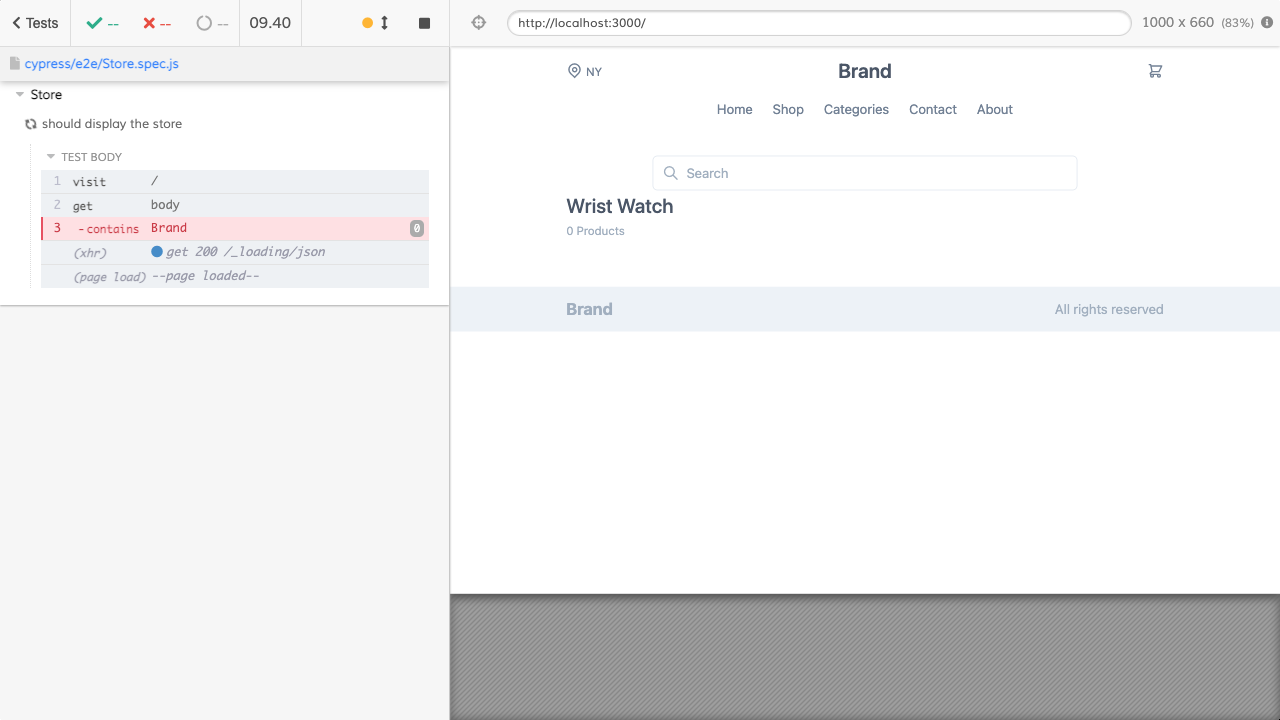 Tests -- -- -- 09.40
http://localhost:3000/ 1000 x 660 (83%)
cypress/e2e/Store.spec.js
Store
should display the store
TEST BODY
1 visit /
2 get body
3 -contains Brand 0
(xhr) get 200 /_loading/json
(page load) --page loaded--
NY Brand
Home Shop Categories Contact About
Search
Wrist Watch
0 Products
Brand All rights reserved